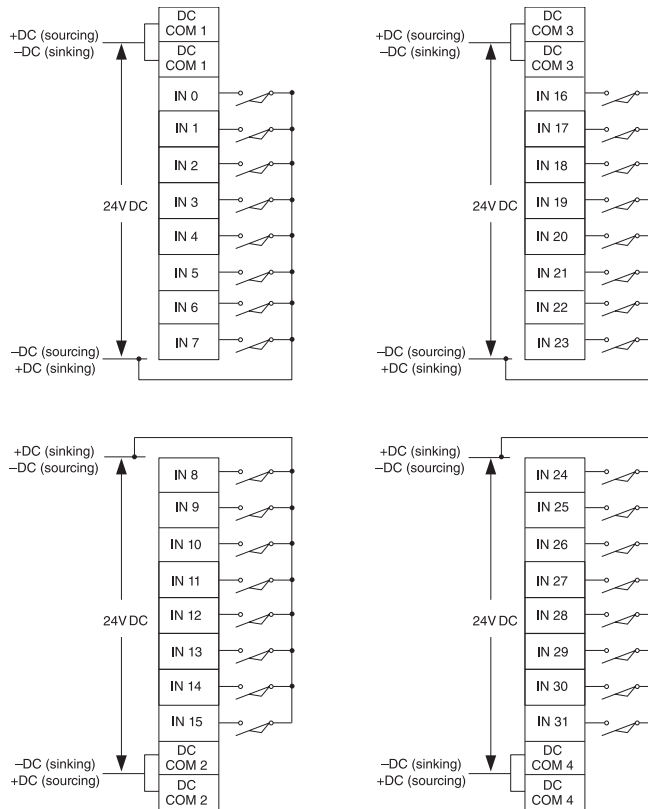 +DC (sourcing)
–DC (sinking)
DC
COM 1
DC
COM 1
IN 0
IN 1
IN 2
IN 3
IN 4
IN 5
IN 6
IN 7
24V DC
–DC (sourcing)
+DC (sinking)
+DC (sourcing)
–DC (sinking)
DC
COM 3
DC
COM 3
IN 16
IN 17
IN 18
IN 19
IN 20
IN 21
IN 22
IN 23
24V DC
–DC (sourcing)
+DC (sinking)
+DC (sinking)
–DC (sourcing)
IN 8
IN 9
IN 10
IN 11
IN 12
IN 13
IN 14
IN 15
24V DC
DC
COM 2
DC
COM 2
–DC (sinking)
+DC (sourcing)
+DC (sinking)
–DC (sourcing)
IN 24
IN 25
IN 26
IN 27
IN 28
IN 29
IN 30
IN 31
24V DC
DC
COM 4
DC
COM 4
–DC (sinking)
+DC (sourcing)